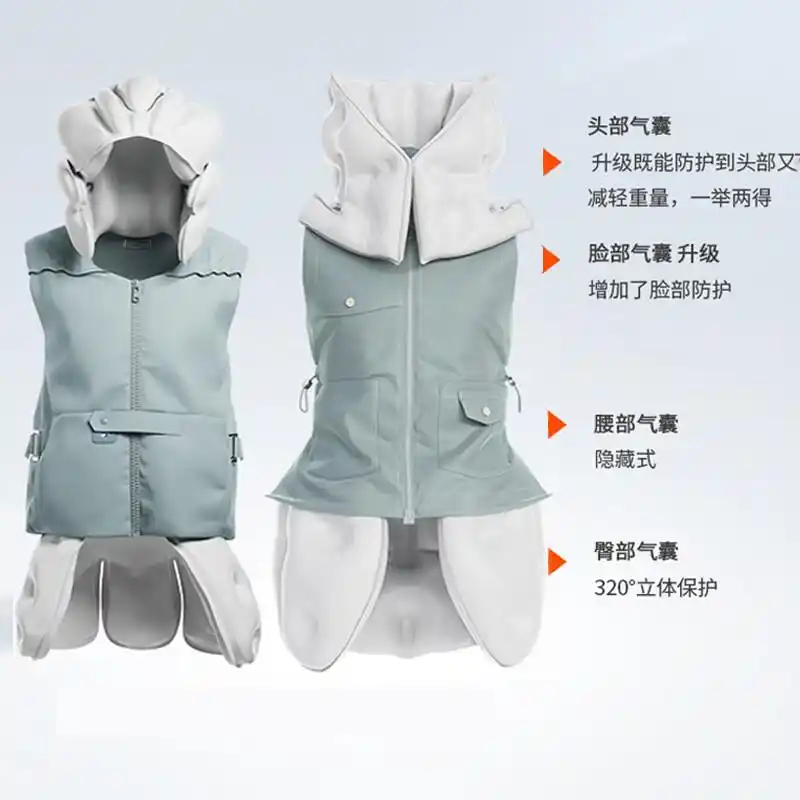 头部气囊
升级既能防护到头部又
减轻重量，一举两得
脸部气囊 升级
增加了脸部防护
腰部气囊
隐藏式
臀部气囊
320°立体保护